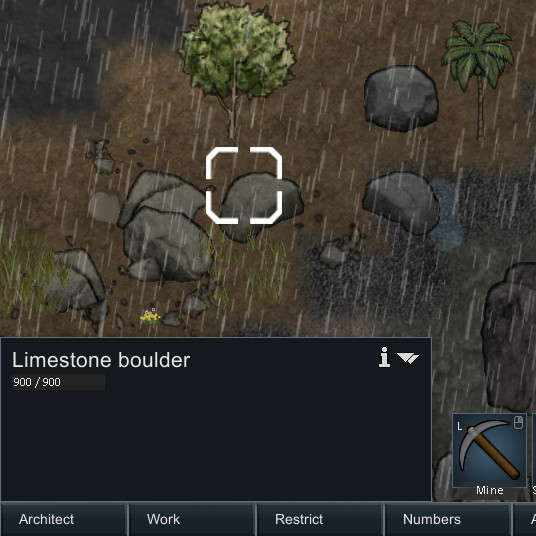 Limestone boulder
900 / 900
L
Mine
Architect
Work
Restrict
Numbers